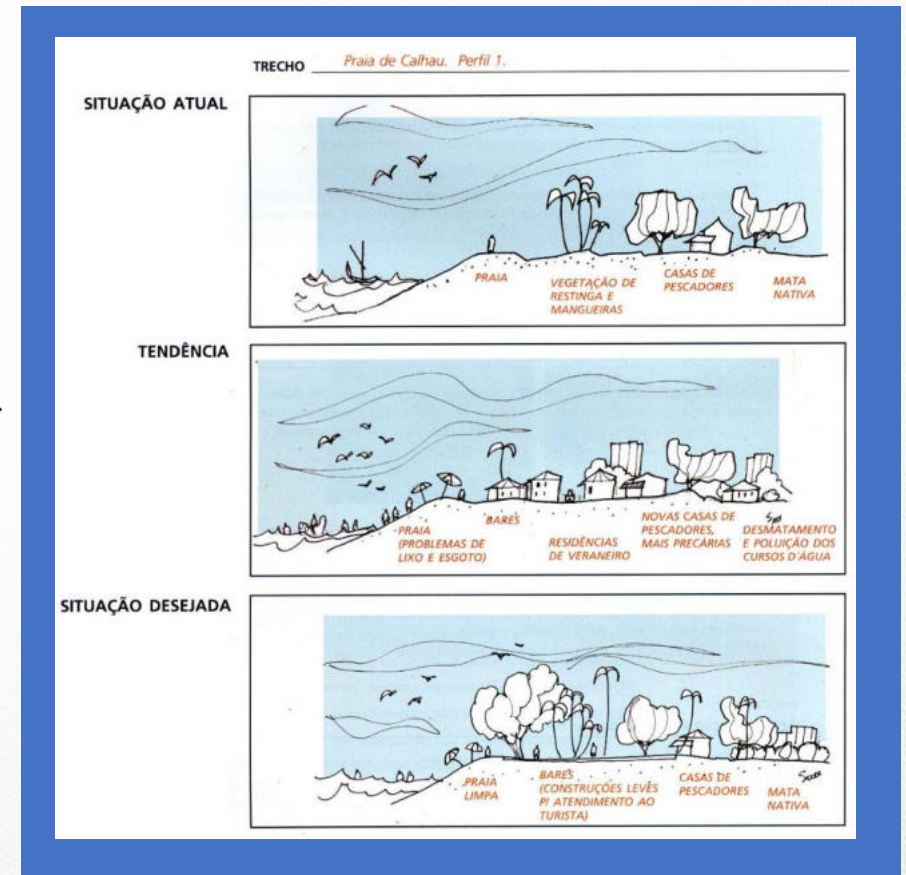 TRECHO Praia de Calhau. Perfil 1.
SITUAÇÃO ATUAL
PRAIA
VEGETAÇÃO DE
RESTINGA E
MANGUEIRAS
CASAS DE
PESCADORES
MATA
NATIVA
TENDÊNCIA
PRAIA
(PROBLEMAS DE
LIXO E ESGOTO)
BARES
RESIDÊNCIAS
DE VERANEIRO
NOVAS CASAS DE
PESCADORES,
MAIS PRECÁRIAS
DESMATAMENTO
E POLUIÇÃO DOS
CURSOS D'ÁGUA
SITUAÇÃO DESEJADA
PRAIA
LIMPA
BARES
(CONSTRUÇÕES LEVES
P/ ATENDIMENTO AO
TURISTA)
CASAS DE
PESCADORES
MATA
NATIVA